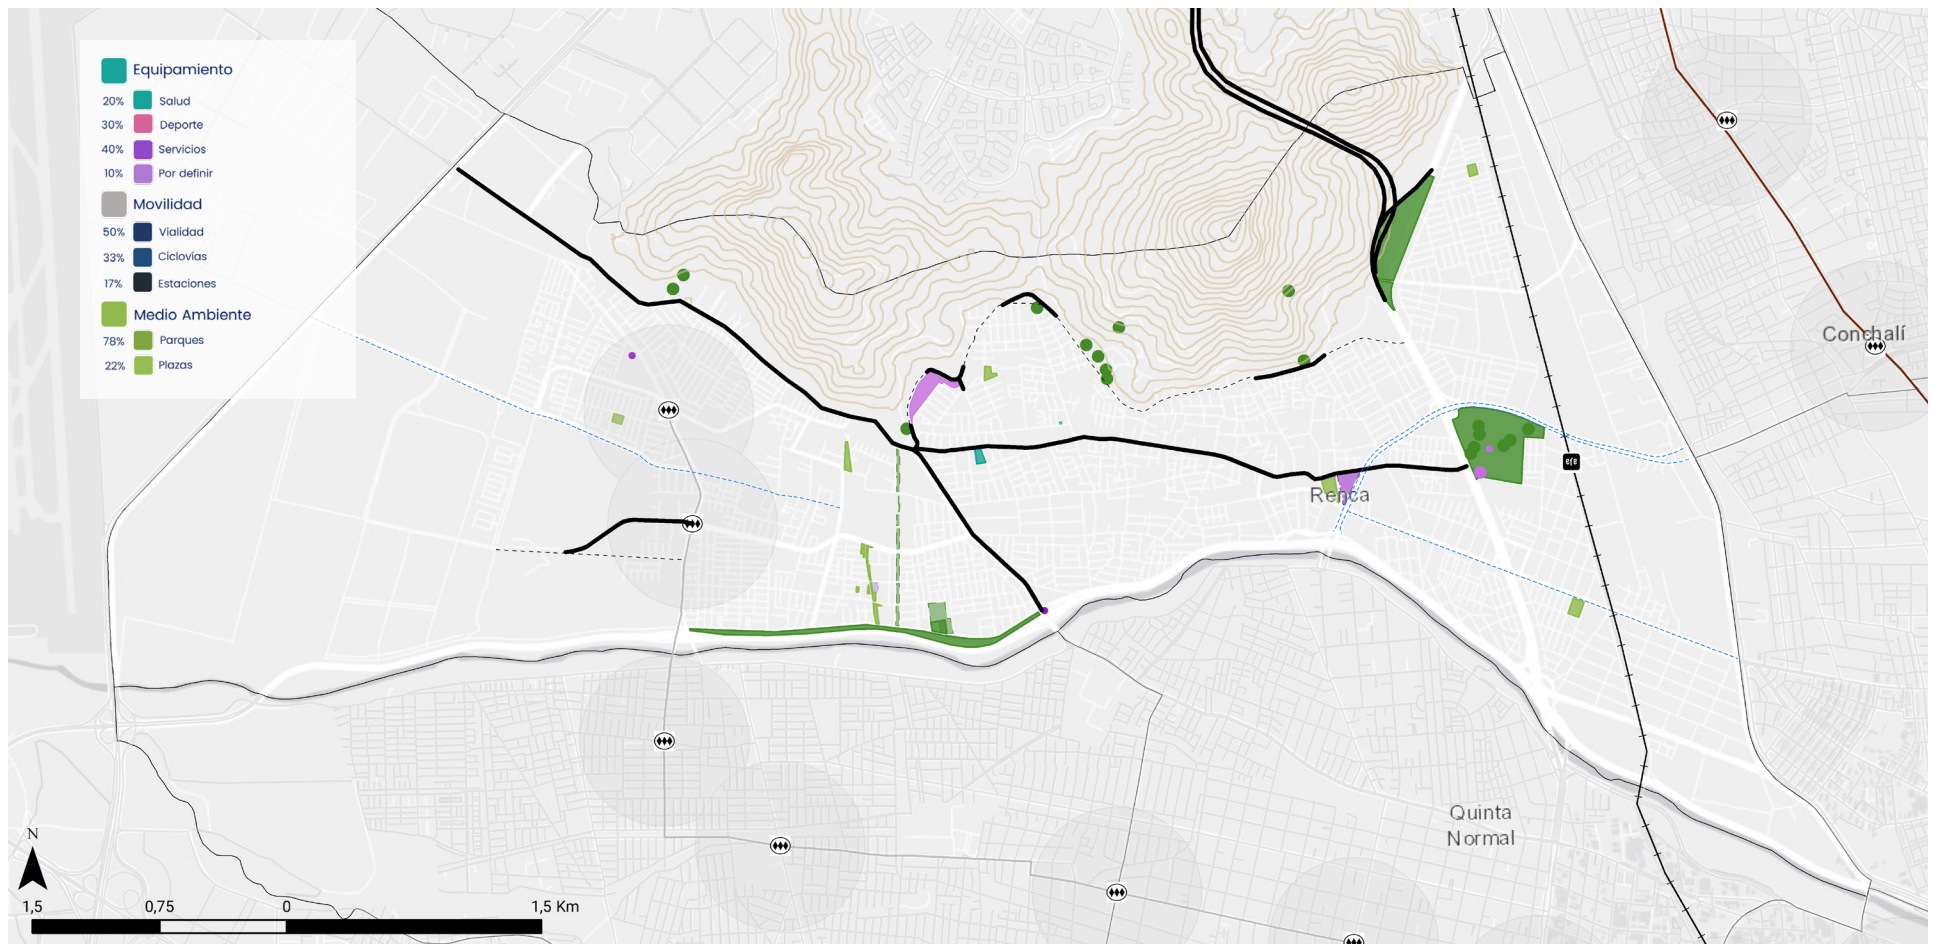 Equipamiento
20% Salud
30% Deporte
40% Servicios
10% Por definir
Movilidad
50% Vialidad
33% Ciclovías
17% Estaciones
Medio Ambiente
78% Parques
22% Plazas
Conchalí
efe
Renca
Quinta
Normal
N
1,5 0,75 0 1,5 Km